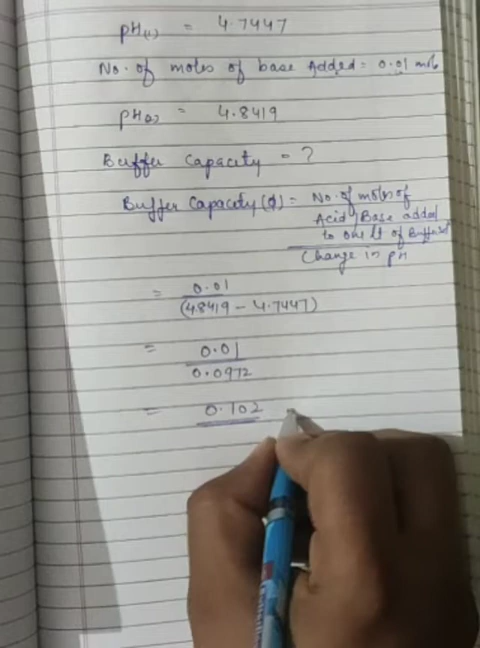 pH(1) = 4.7447
No. of moles of base Added = 0.01 mol
pH(2) = 4.8419
Buffer Capacity = ?
Buffer Capacity (φ) = No. of moles of
Acid/Base added
to one lt of Buffer
Change in pH
= 0.01
(4.8419 - 4.7447)
= 0.01
0.0972
= 0.102